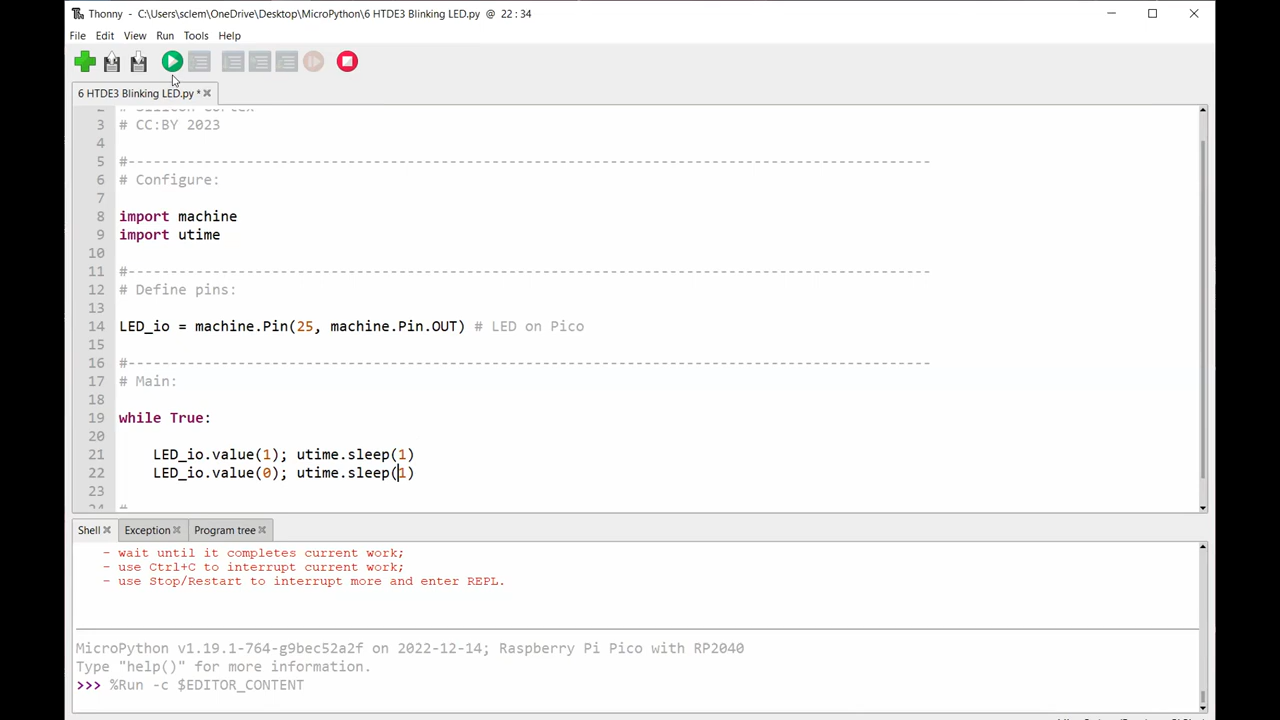 Thonny - C:\Users\sclem\OneDrive\Desktop\MicroPython\6 HTDE3 Blinking LED.py @ 22 : 34
File Edit View Run Tools Help
6 HTDE3 Blinking LED.py *
2
3 # CC:BY 2023
4
5 #-----------------------------------------------------------------------------------------------
6 # Configure:
7
8 import machine
9 import utime
10
11 #-----------------------------------------------------------------------------------------------
12 # Define pins:
13
14 LED_io = machine.Pin(25, machine.Pin.OUT) # LED on Pico
15
16 #-----------------------------------------------------------------------------------------------
17 # Main:
18
19 while True:
20
21 LED_io.value(1); utime.sleep(1)
22 LED_io.value(0); utime.sleep(1)
23
24 #
Shell Exception Program tree
- wait until it completes current work;
- use Ctrl+C to interrupt current work;
- use Stop/Restart to interrupt more and enter REPL.
MicroPython v1.19.1-764-g9bec52a2f on 2022-12-14; Raspberry Pi Pico with RP2040
Type "help()" for more information.
>>> %Run -c $EDITOR_CONTENT